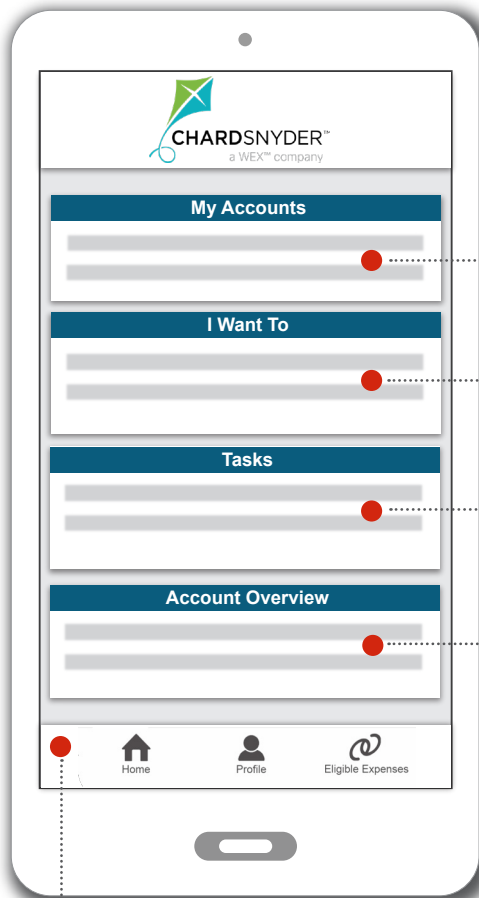 CHARDSNYDER™
a WEX™ company
My Accounts
I Want To
Tasks
Account Overview
Home
Profile
Eligible Expenses